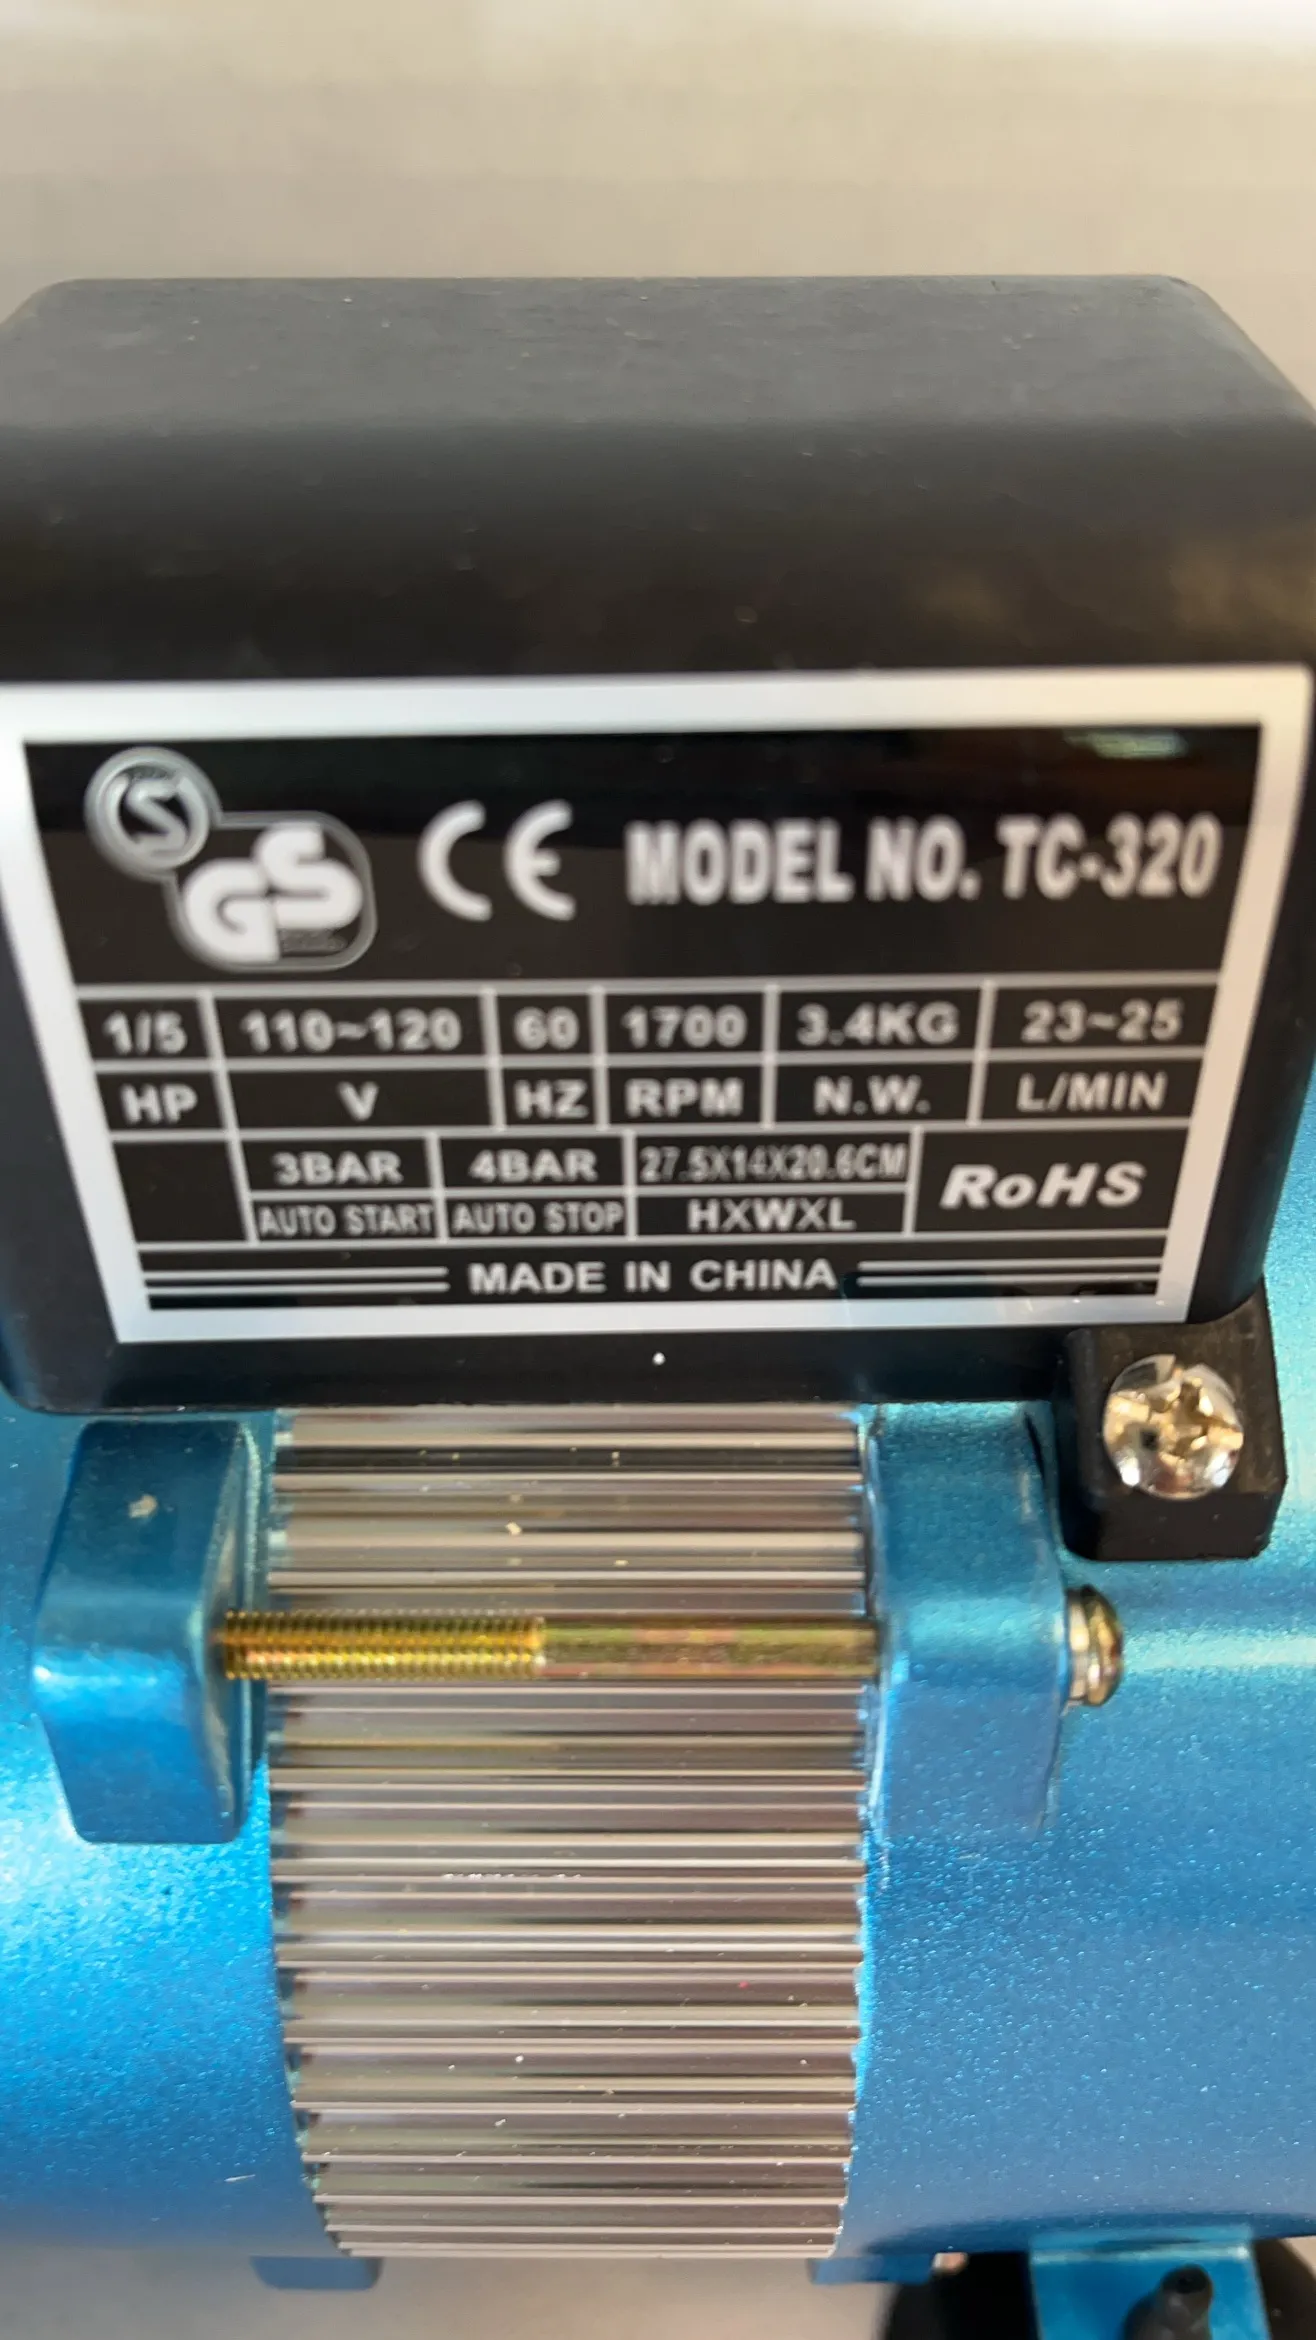 S
GS CE MODEL NO. TC-320
1/5 110~120 60 1700 3.4KG 23~25
HP V HZ RPM N.W. L/MIN
3BAR 4BAR 27.5X14X20.6CM RoHS
AUTO START AUTO STOP HXWXL
MADE IN CHINA